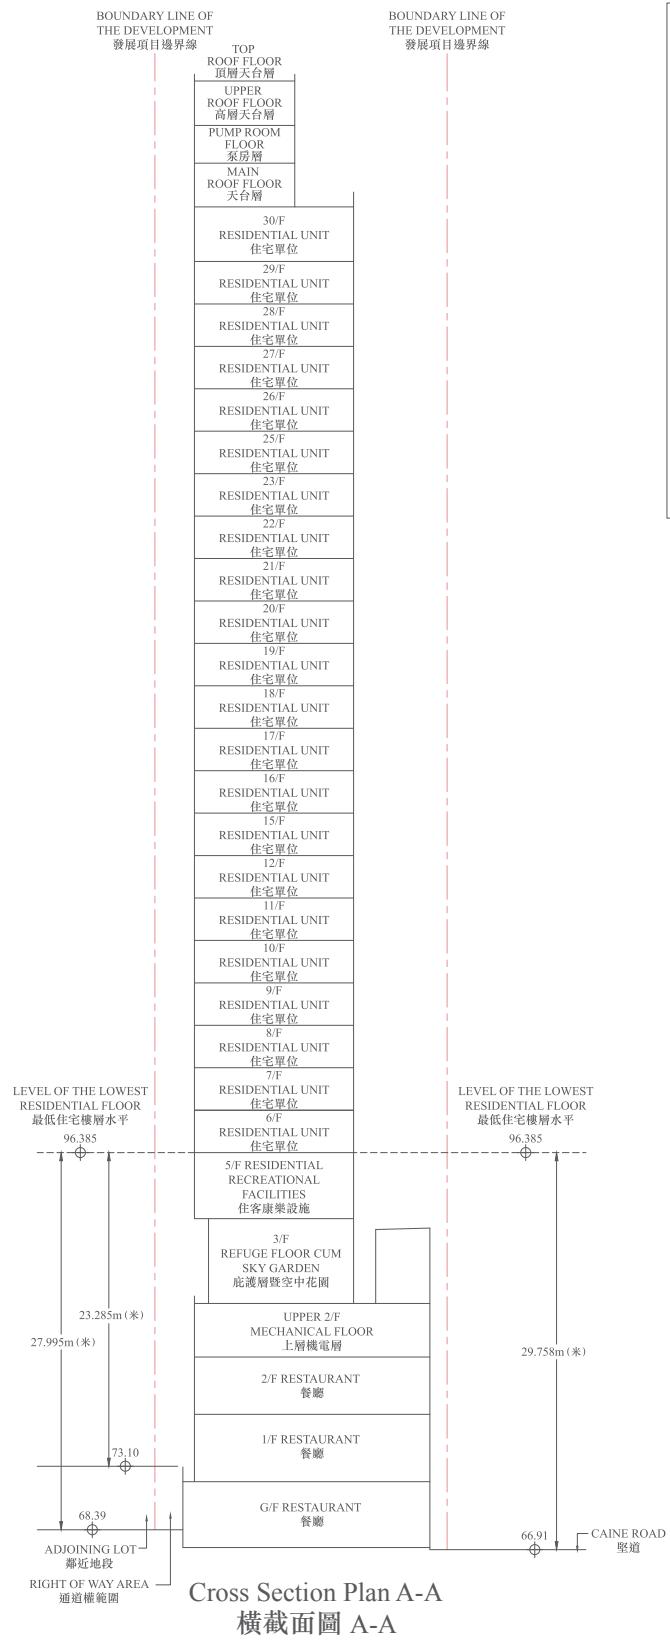 BOUNDARY LINE OF
THE DEVELOPMENT
發展項目邊界線
BOUNDARY LINE OF
THE DEVELOPMENT
發展項目邊界線
TOP
ROOF FLOOR
頂層天台層
UPPER
ROOF FLOOR
高層天台層
PUMP ROOM
FLOOR
泵房層
MAIN
ROOF FLOOR
天台層
30/F
RESIDENTIAL UNIT
住宅單位
29/F
RESIDENTIAL UNIT
住宅單位
28/F
RESIDENTIAL UNIT
住宅單位
27/F
RESIDENTIAL UNIT
住宅單位
26/F
RESIDENTIAL UNIT
住宅單位
25/F
RESIDENTIAL UNIT
住宅單位
23/F
RESIDENTIAL UNIT
住宅單位
22/F
RESIDENTIAL UNIT
住宅單位
21/F
RESIDENTIAL UNIT
住宅單位
20/F
RESIDENTIAL UNIT
住宅單位
19/F
RESIDENTIAL UNIT
住宅單位
18/F
RESIDENTIAL UNIT
住宅單位
17/F
RESIDENTIAL UNIT
住宅單位
16/F
RESIDENTIAL UNIT
住宅單位
15/F
RESIDENTIAL UNIT
住宅單位
12/F
RESIDENTIAL UNIT
住宅單位
11/F
RESIDENTIAL UNIT
住宅單位
10/F
RESIDENTIAL UNIT
住宅單位
9/F
RESIDENTIAL UNIT
住宅單位
8/F
RESIDENTIAL UNIT
住宅單位
7/F
RESIDENTIAL UNIT
住宅單位
6/F
RESIDENTIAL UNIT
住宅單位
LEVEL OF THE LOWEST
RESIDENTIAL FLOOR
最低住宅樓層水平
96.385
LEVEL OF THE LOWEST
RESIDENTIAL FLOOR
最低住宅樓層水平
96.385
5/F RESIDENTIAL
RECREATIONAL
FACILITIES
住客康樂設施
3/F
REFUGE FLOOR CUM
SKY GARDEN
庇護層暨空中花園
UPPER 2/F
MECHANICAL FLOOR
上層機電層
2/F RESTAURANT
餐廳
1/F RESTAURANT
餐廳
G/F RESTAURANT
餐廳
23.285m (米)
27.995m (米)
29.758m (米)
73.10
68.39
66.91
ADJOINING LOT
鄰近地段
RIGHT OF WAY AREA
通道權範圍
CAINE ROAD
堅道
Cross Section Plan A-A
橫截面圖 A-A